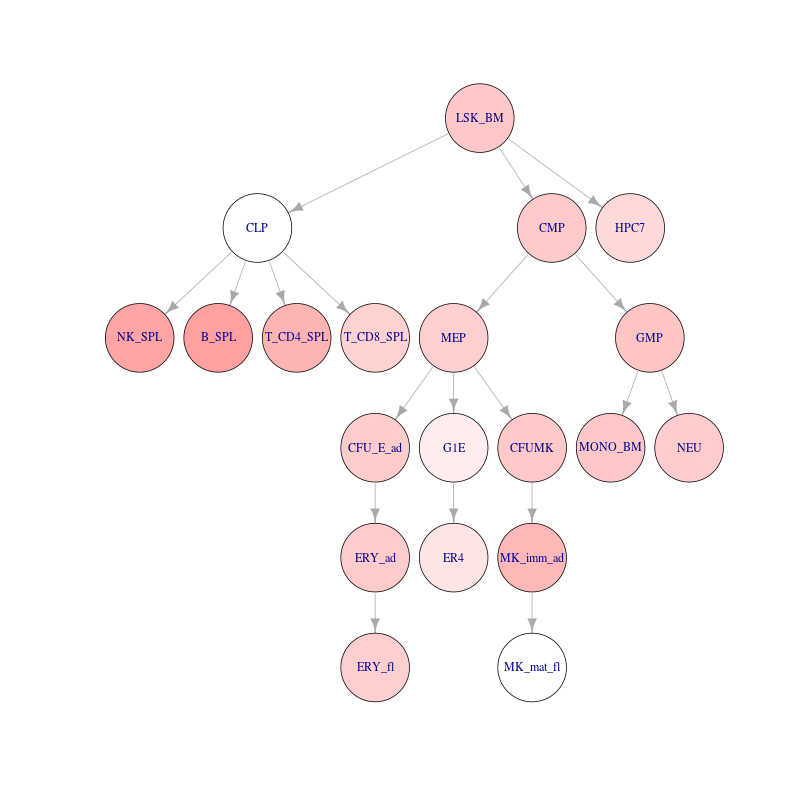 LSK_BM
CLP
CMP
HPC7
NK_SPL
B_SPL
T_CD4_SPL
T_CD8_SPL
MEP
GMP
CFU_E_ad
G1E
CFUMK
MONO_BM
NEU
ERY_ad
ER4
MK_imm_ad
ERY_fl
MK_mat_fl